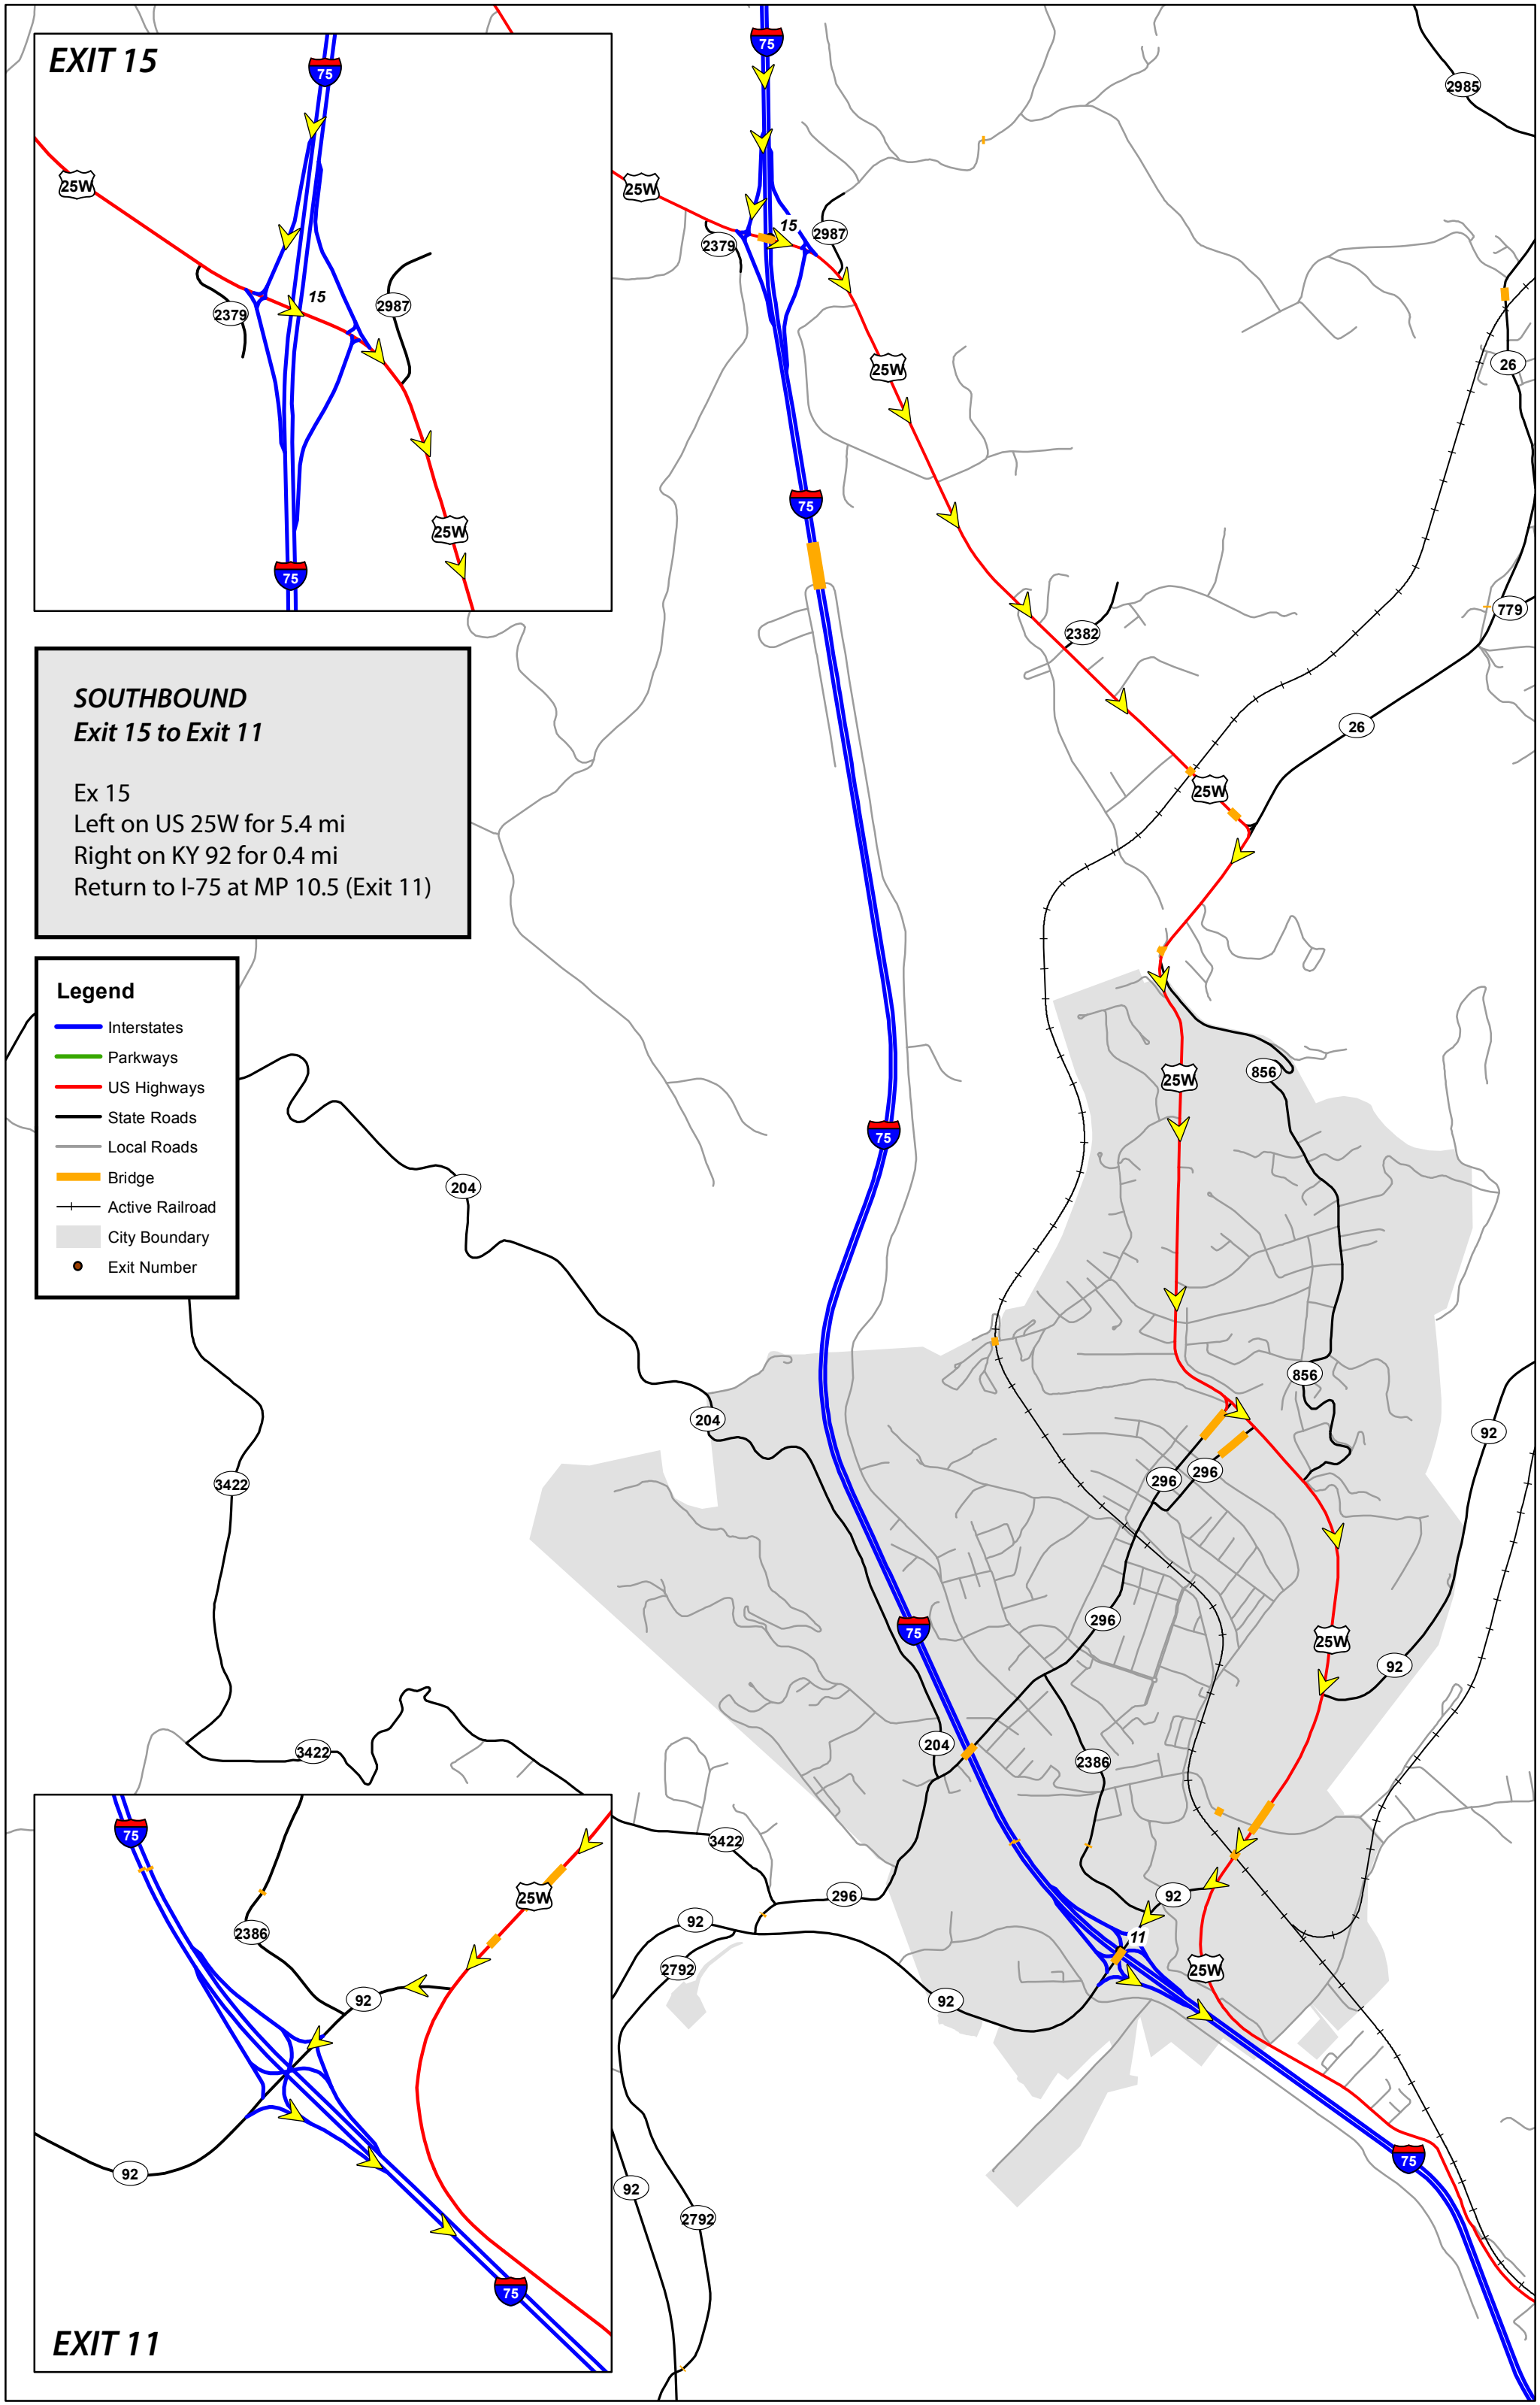 EXIT 15
75
25W
15
2379
2987
25W
75
SOUTHBOUND
Exit 15 to Exit 11
Ex 15
Left on US 25W for 5.4 mi
Right on KY 92 for 0.4 mi
Return to I-75 at MP 10.5 (Exit 11)
Legend
Interstates
Parkways
US Highways
State Roads
Local Roads
Bridge
Active Railroad
City Boundary
Exit Number
75
2985
25W
15
2987
2379
26
25W
75
779
2382
26
25W
25W
856
75
204
856
204
92
296
296
3422
296
75
25W
92
204
3422
2386
3422
296
92
92
11
2792
25W
92
75
92
2792
75
25W
2386
92
92
75
EXIT 11